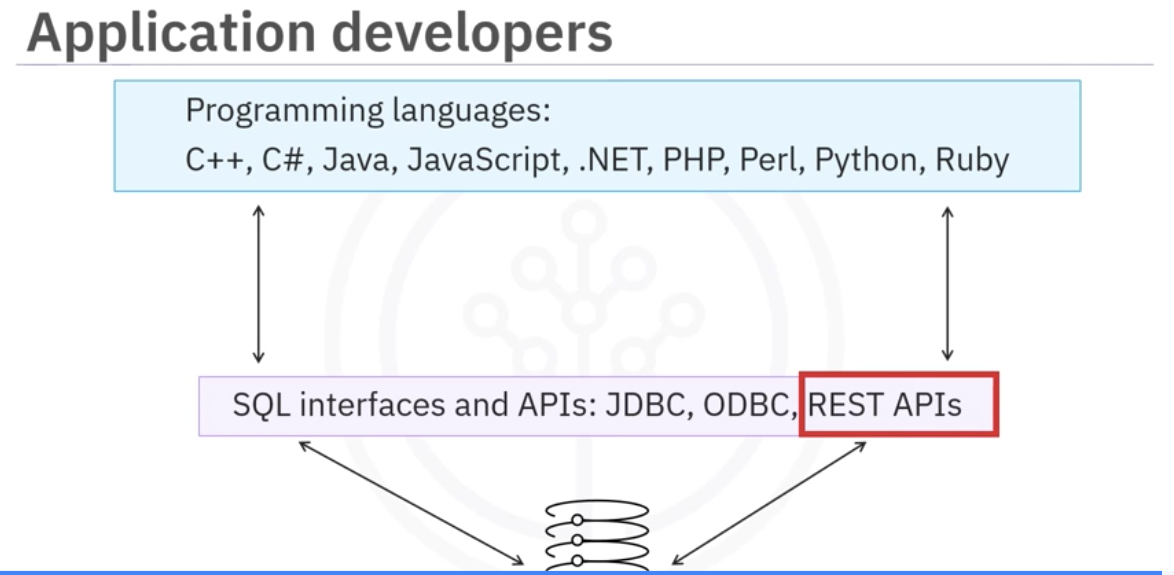 Application developers
Programming languages:
C++, C#, Java, JavaScript, .NET, PHP, Perl, Python, Ruby
SQL interfaces and APIs: JDBC, ODBC, REST APIs